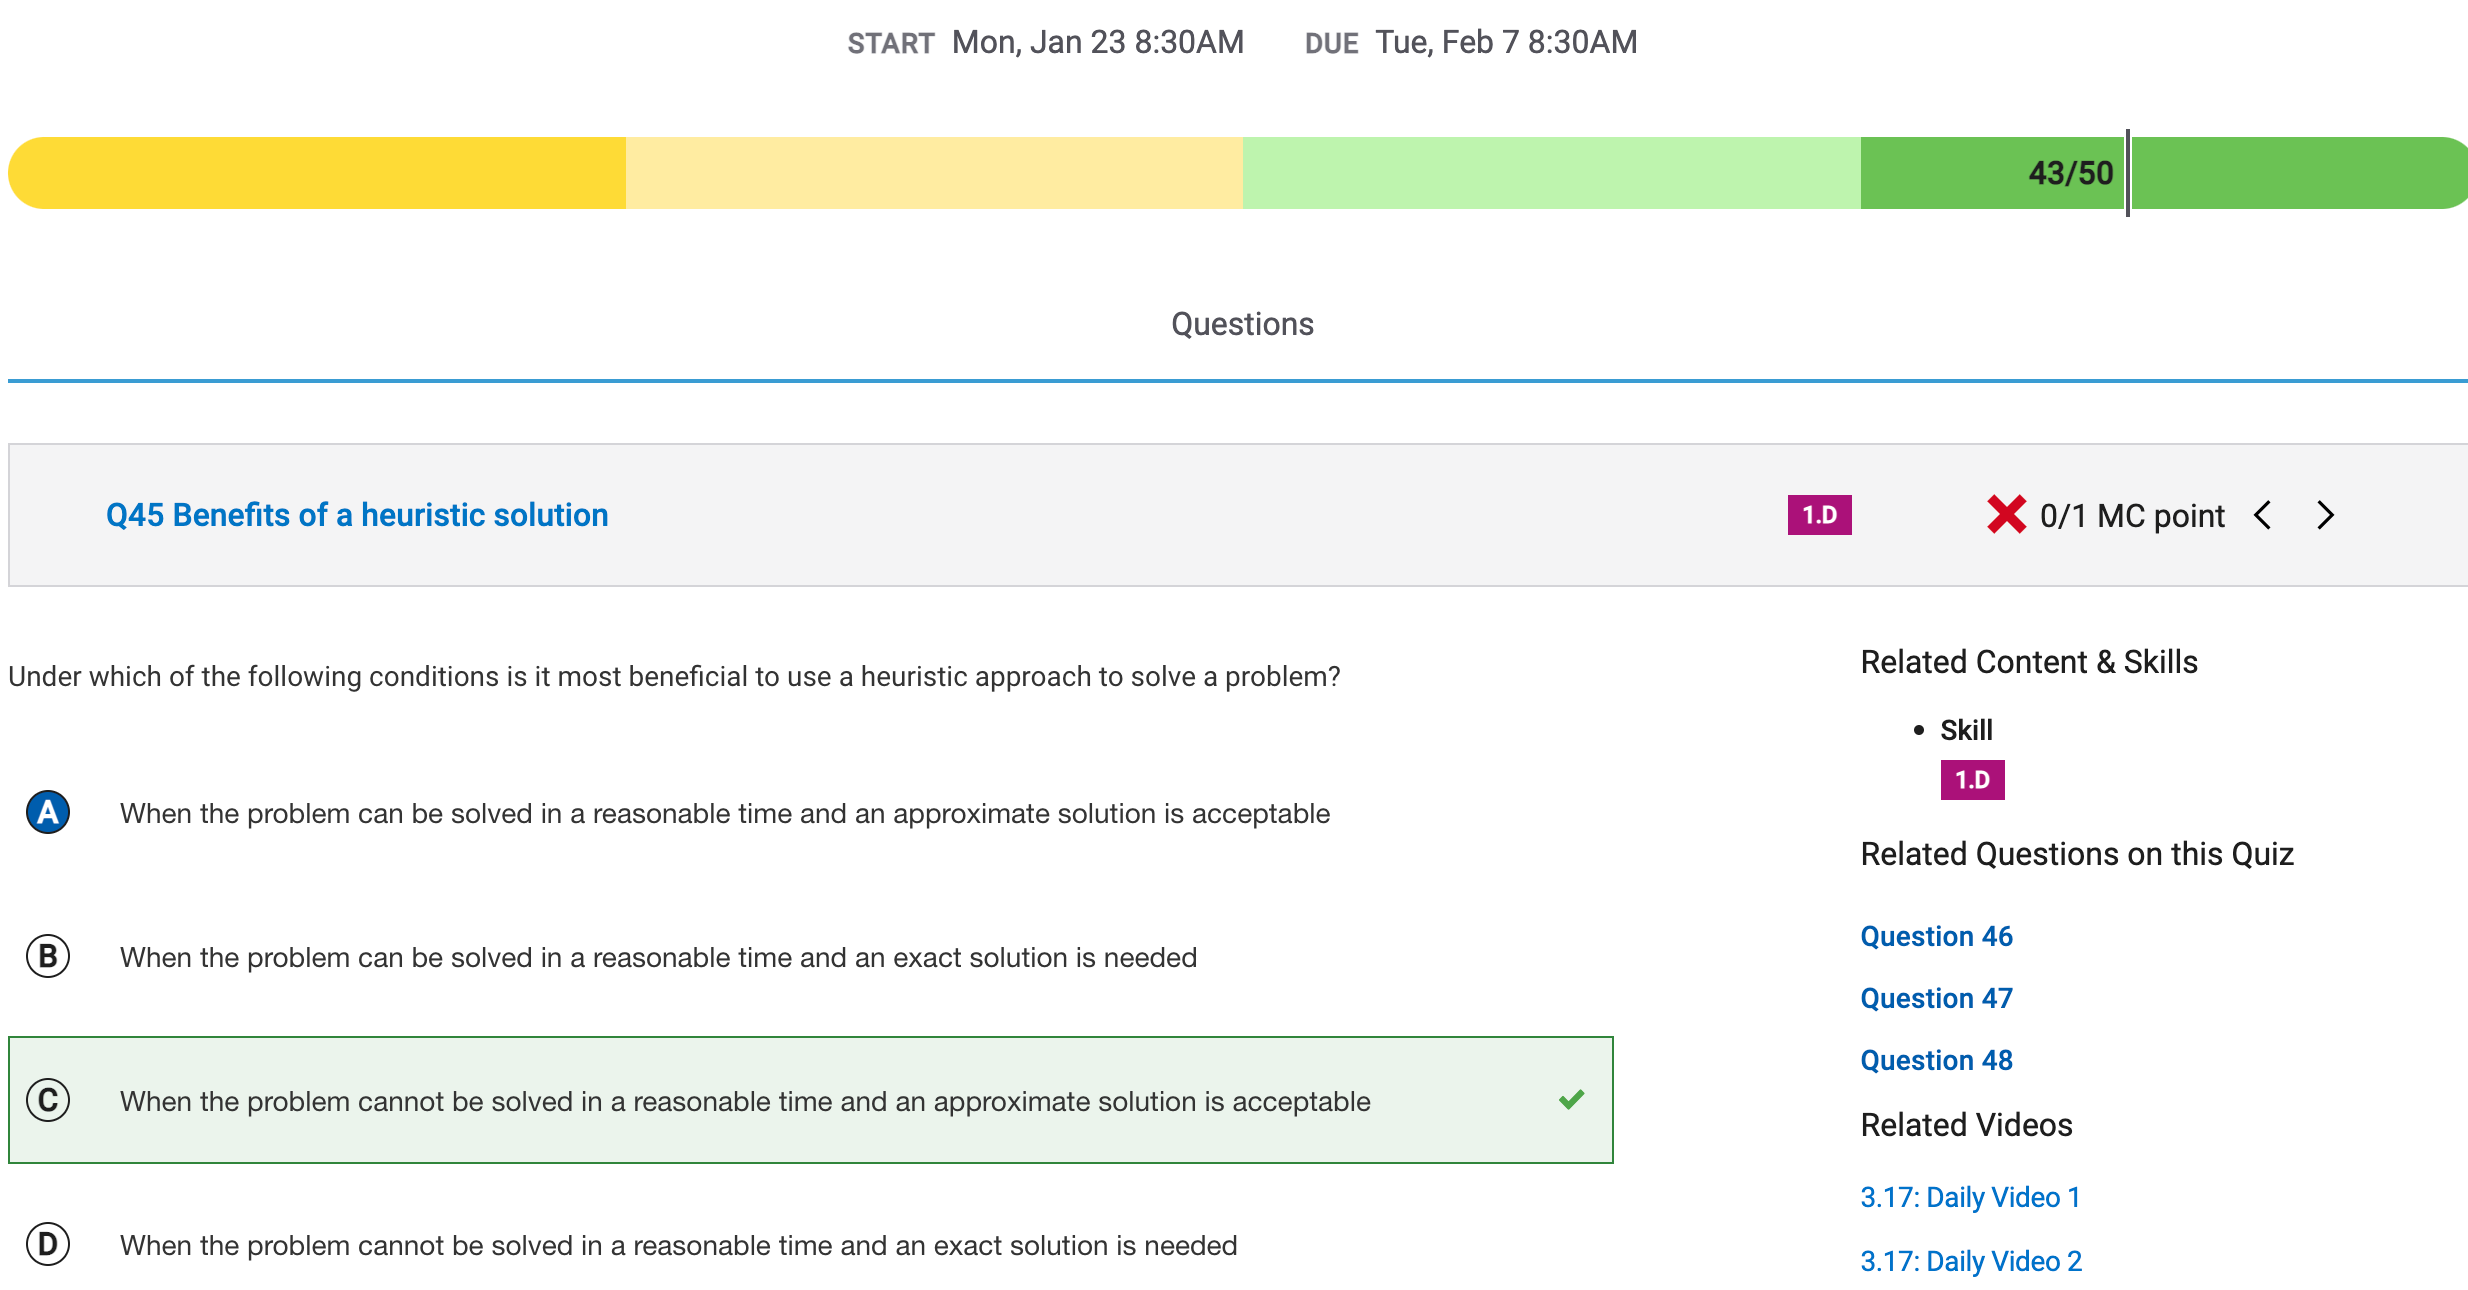 START Mon, Jan 23 8:30AM DUE Tue, Feb 7 8:30AM
43/50
Questions
Q45 Benefits of a heuristic solution 1.D 0/1 MC point
Under which of the following conditions is it most beneficial to use a heuristic approach to solve a problem?
A When the problem can be solved in a reasonable time and an approximate solution is acceptable
B When the problem can be solved in a reasonable time and an exact solution is needed
C When the problem cannot be solved in a reasonable time and an approximate solution is acceptable
D When the problem cannot be solved in a reasonable time and an exact solution is needed
Related Content & Skills
Skill
1.D
Related Questions on this Quiz
Question 46
Question 47
Question 48
Related Videos
3.17: Daily Video 1
3.17: Daily Video 2